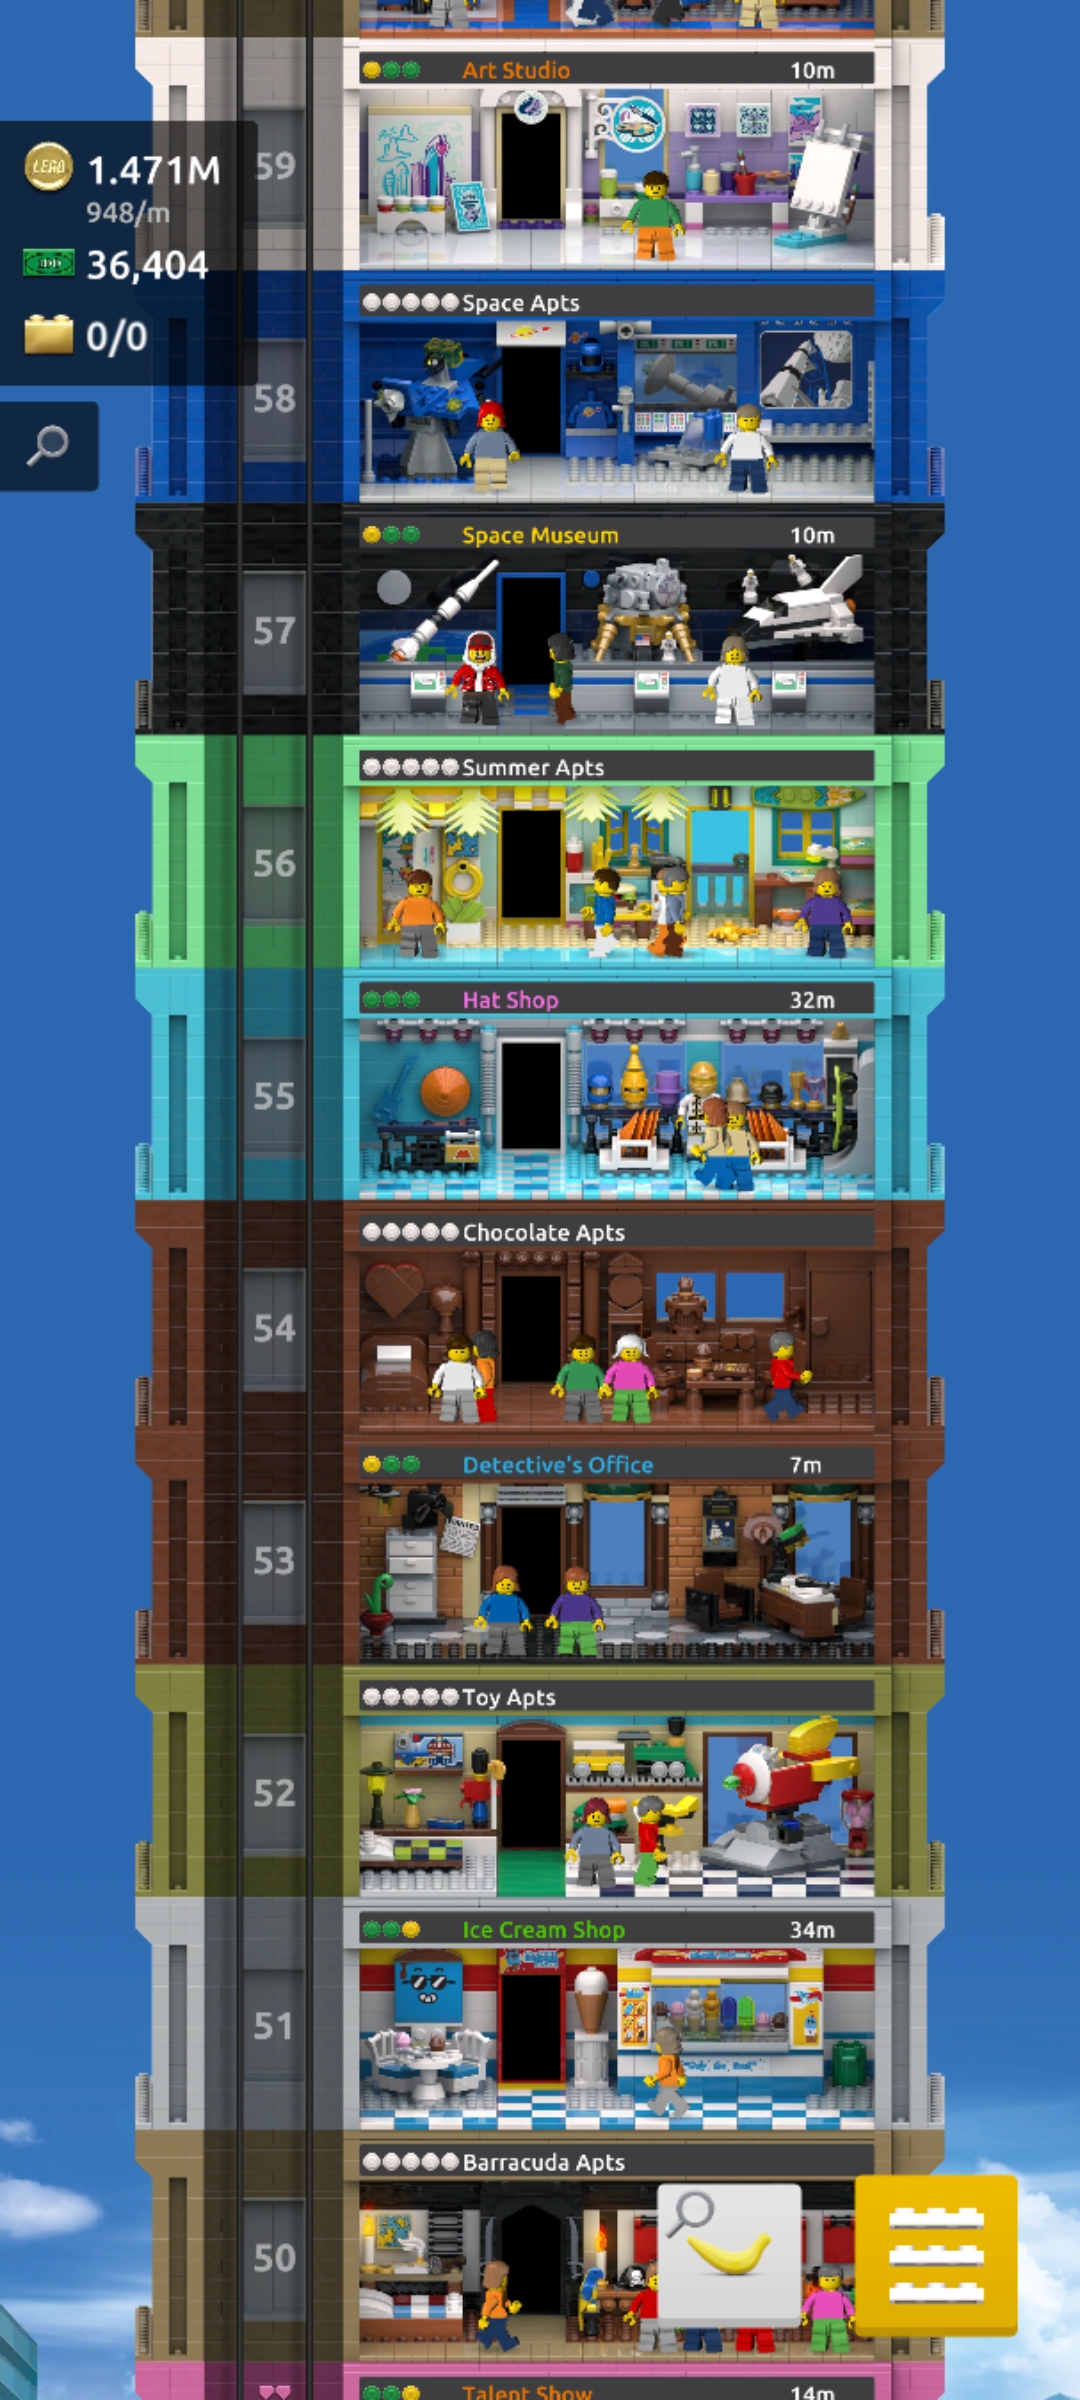 Art Studio 10m
59
LEGO 1.471M
948/m
36,404
0/0
Space Apts
58
Space Museum 10m
57
Summer Apts
56
Hat Shop 32m
55
Chocolate Apts
54
Detective's Office 7m
53
WANTED
Toy Apts
52
Ice Cream Shop 34m
51
Barracuda Apts
50
Talent Show 14m